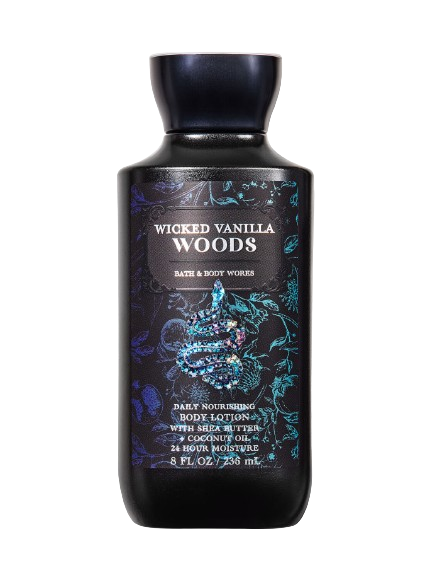 WICKED VANILLA
WOODS
BATH & BODY WORKS
DAILY NOURISHING
BODY LOTION
WITH SHEA BUTTER
+ COCONUT OIL
24 HOUR MOISTURE
8 FL OZ / 236 mL